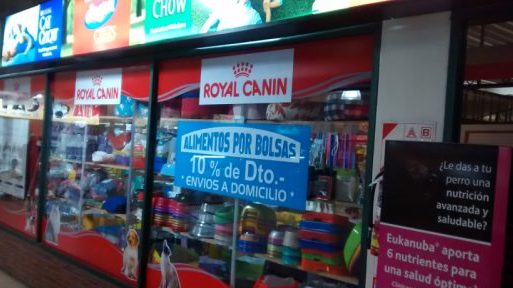 CAT CHOW
CHOW
ROYAL CANIN
ROYAL CANIN
ALIMENTOS POR BOLSAS
10 % de Dto.-
* ENVIOS A DOMICILIO *
A B
¿Le das a tu
perro una
nutrición
avanzada y
saludable?
Eukanuba® aporta
6 nutrientes para
una salud óptima